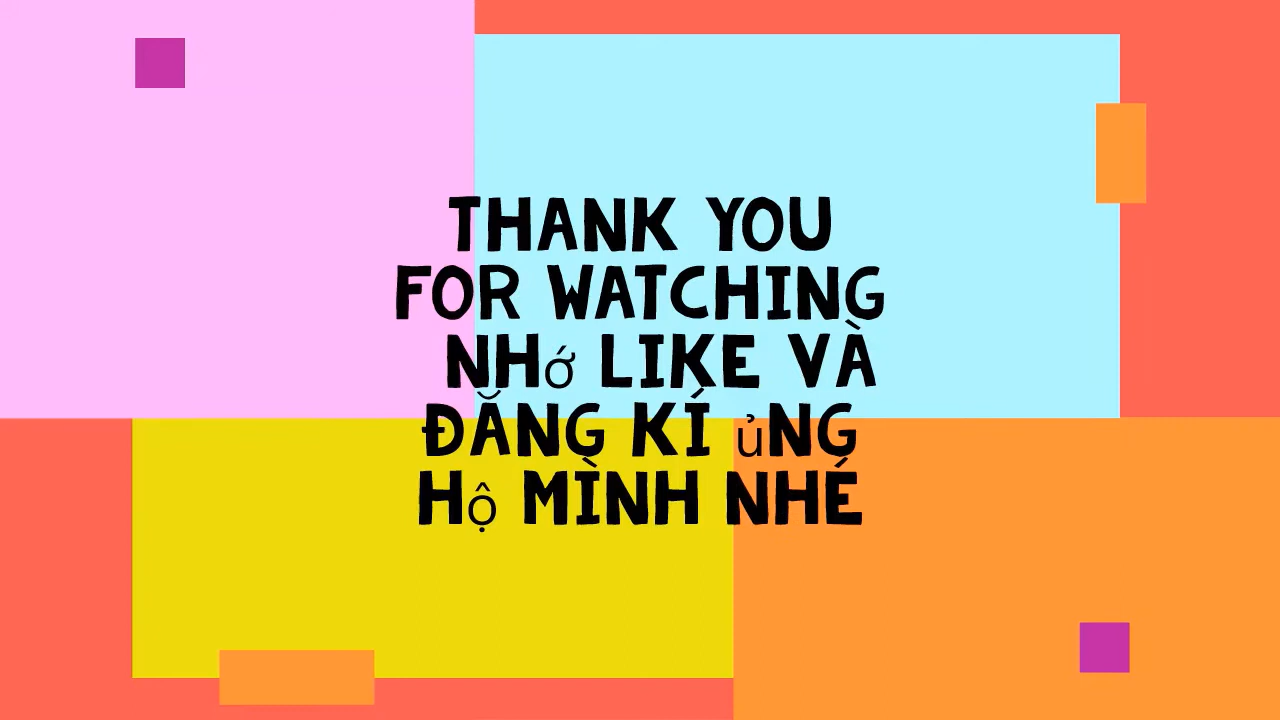 THANK YOU
FOR WATCHING
NHớ LIKE VÀ
ĐĂNG KÍ ủNG
Hộ MÌNH NHÉ